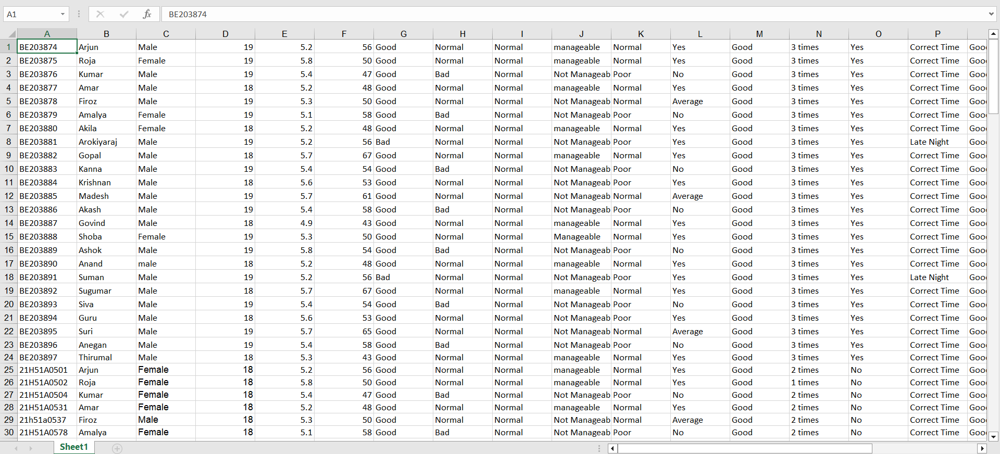 A1 fx BE203874
A B C D E F G H I J K L M N O P
1 BE203874 Arjun Male 19 5.2 56 Good Normal Normal manageable Normal Yes Good 3 times Yes Correct Time Goo
2 BE203875 Roja Female 19 5.8 50 Good Normal Normal manageable Normal Yes Good 3 times Yes Correct Time Goo
3 BE203876 Kumar Male 19 5.4 47 Good Bad Normal Not Manageab Poor No Good 3 times Yes Correct Time Goo
4 BE203877 Amar Male 18 5.2 48 Good Normal Normal manageable Normal Yes Good 3 times Yes Correct Time Goo
5 BE203878 Firoz Male 19 5.3 50 Good Normal Normal Not Manageab Normal Average Good 3 times Yes Correct Time Goo
6 BE203879 Amalya Female 19 5.1 58 Good Bad Normal Not Manageab Poor No Good 3 times Yes Correct Time Goo
7 BE203880 Akila Female 18 5.2 48 Good Normal Normal manageable Normal Yes Good 3 times Yes Correct Time Goo
8 BE203881 Arokiyaraj Male 19 5.2 56 Bad Normal Normal Not Manageab Poor Yes Good 3 times Yes Late Night Goo
9 BE203882 Gopal Male 18 5.7 67 Good Normal Normal manageable Normal Yes Good 3 times Yes Correct Time Goo
10 BE203883 Kanna Male 19 5.4 54 Good Bad Normal Not Manageab Poor No Good 3 times Yes Correct Time Goo
11 BE203884 Krishnan Male 18 5.6 53 Good Normal Normal Not Manageab Poor Yes Good 3 times Yes Correct Time Goo
12 BE203885 Madesh Male 19 5.7 61 Good Normal Normal Not Manageab Normal Average Good 3 times Yes Correct Time Goo
13 BE203886 Akash Male 19 5.4 58 Good Bad Normal Not Manageab Poor No Good 3 times Yes Correct Time Goo
14 BE203887 Govind Male 18 4.9 43 Good Normal Normal manageable Normal Yes Good 3 times Yes Correct Time Goo
15 BE203888 Shoba Female 19 5.3 50 Good Normal Normal Manageable Normal Yes Good 3 times Yes Correct Time Goo
16 BE203889 Ashok Male 19 5.8 54 Good Bad Normal Not Manageab Poor No Good 3 times Yes Correct Time Goo
17 BE203890 Anand male 18 5.2 48 Good Normal Normal manageable Normal Yes Good 3 times Yes Correct Time Goo
18 BE203891 Suman Male 19 5.2 56 Bad Normal Normal Not Manageab Poor Yes Good 3 times Yes Late Night Goo
19 BE203892 Sugumar Male 18 5.7 67 Good Normal Normal manageable Normal Yes Good 3 times Yes Correct Time Goo
20 BE203893 Siva Male 19 5.4 54 Good Bad Normal Not Manageab Poor No Good 3 times Yes Correct Time Goo
21 BE203894 Guru Male 18 5.6 53 Good Normal Normal Not Manageab Poor Yes Good 3 times Yes Correct Time Goo
22 BE203895 Suri Male 19 5.7 65 Good Normal Normal Not Manageab Normal Average Good 3 times Yes Correct Time Goo
23 BE203896 Anegan Male 19 5.4 58 Good Bad Normal Not Manageab Poor No Good 3 times Yes Correct Time Goo
24 BE203897 Thirumal Male 18 5.3 43 Good Normal Normal manageable Normal Yes Good 3 times Yes Correct Time Goo
25 21H51A0501 Arjun Female 18 5.2 56 Good Normal Normal manageable Normal Yes Good 2 times No Correct Time Goo
26 21H51A0502 Roja Female 18 5.8 50 Good Normal Normal manageable Normal Yes Good 1 times No Correct Time Goo
27 21H51A0504 Kumar Female 18 5.4 47 Good Bad Normal Not Manageab Poor No Good 2 times No Correct Time Goo
28 21H51A0531 Amar Female 18 5.2 48 Good Normal Normal manageable Normal Yes Good 2 times No Correct Time Goo
29 21h51a0537 Firoz Male 18 5.3 50 Good Normal Normal Not Manageab Normal Average Good 2 times No Correct Time Goo
30 21H51A0578 Amalya Female 18 5.1 58 Good Bad Normal Not Manageab Poor No Good 2 times No Correct Time Goo
Sheet1